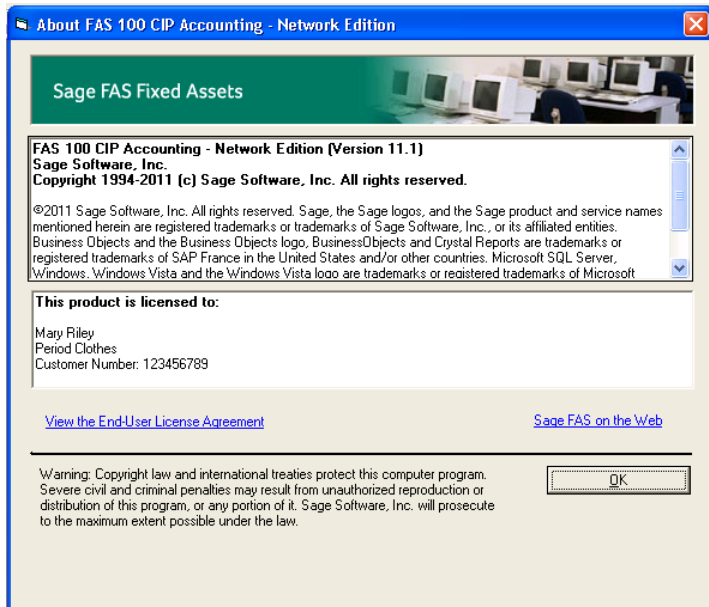 About FAS 100 CIP Accounting - Network Edition
Sage FAS Fixed Assets
FAS 100 CIP Accounting - Network Edition (Version 11.1)
Sage Software, Inc.
Copyright 1994-2011 (c) Sage Software, Inc. All rights reserved.
©2011 Sage Software, Inc. All rights reserved. Sage, the Sage logos, and the Sage product and service names
mentioned herein are registered trademarks or trademarks of Sage Software, Inc., or its affiliated entities.
Business Objects and the Business Objects logo, BusinessObjects and Crystal Reports are trademarks or
registered trademarks of SAP France in the United States and/or other countries. Microsoft SQL Server,
Windows, Windows Vista and the Windows Vista logo are trademarks or registered trademarks of Microsoft
This product is licensed to:
Mary Riley
Period Clothes
Customer Number: 123456789
View the End-User License Agreement
Sage FAS on the Web
Warning: Copyright law and international treaties protect this computer program.
Severe civil and criminal penalties may result from unauthorized reproduction or
distribution of this program, or any portion of it. Sage Software, Inc. will prosecute
to the maximum extent possible under the law.
OK